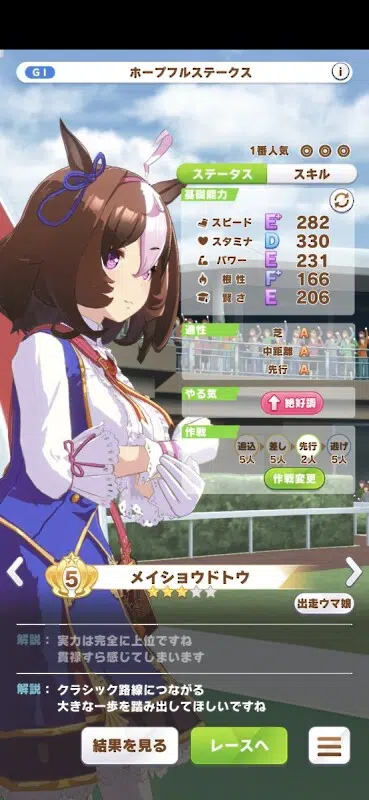 GⅠ ホープフルステークス
1番人気 ◎ ◎ ◎
ステータス スキル
基礎能力
スピード E+ 282
スタミナ D 330
パワー E 231
根性 F+ 166
賢さ E 206
適性
芝 A
中距離 A
先行 A
やる気
絶好調
作戦
追込 差し 先行 逃げ
5人 5人 2人 5人
作戦変更
5 メイショウドトウ
出走ウマ娘
解説： 実力は完全に上位ですね
貫禄すら感じてしまいます
解説： クラシック路線につながる
大きな一歩を踏み出してほしいですね
結果を見る レースへ